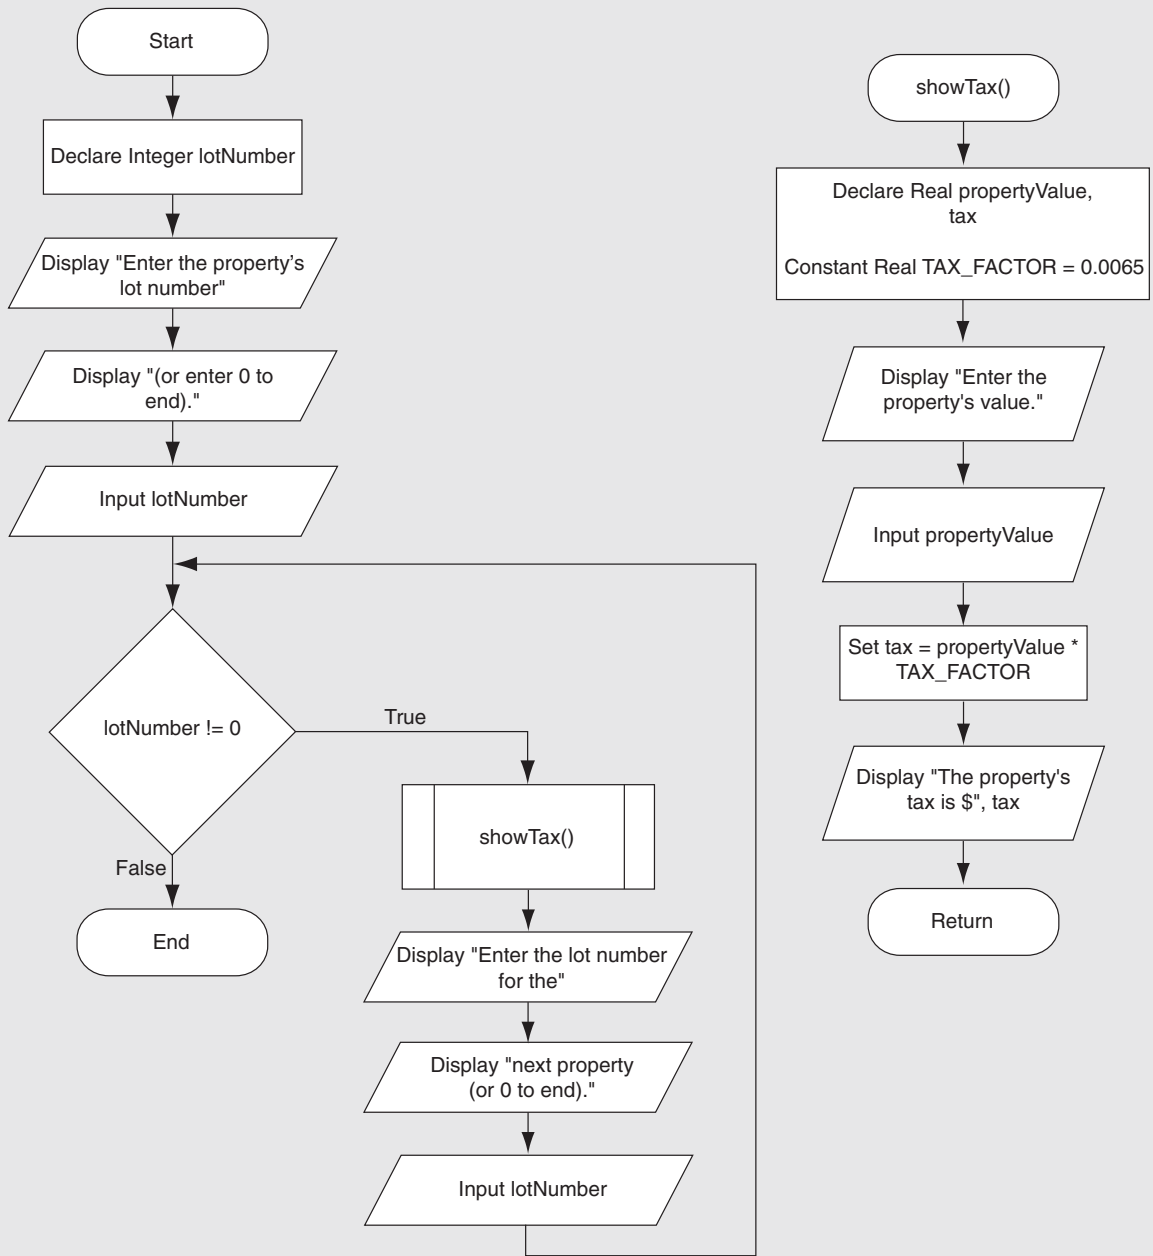 Start
Declare Integer lotNumber
Display "Enter the property’s
lot number"
Display "(or enter 0 to
end)."
Input lotNumber
lotNumber != 0
True
False
End
showTax()
Display "Enter the lot number
for the"
Display "next property
(or 0 to end)."
Input lotNumber
showTax()
Declare Real propertyValue,
tax
Constant Real TAX_FACTOR = 0.0065
Display "Enter the
property's value."
Input propertyValue
Set tax = propertyValue *
TAX_FACTOR
Display "The property's
tax is $", tax
Return